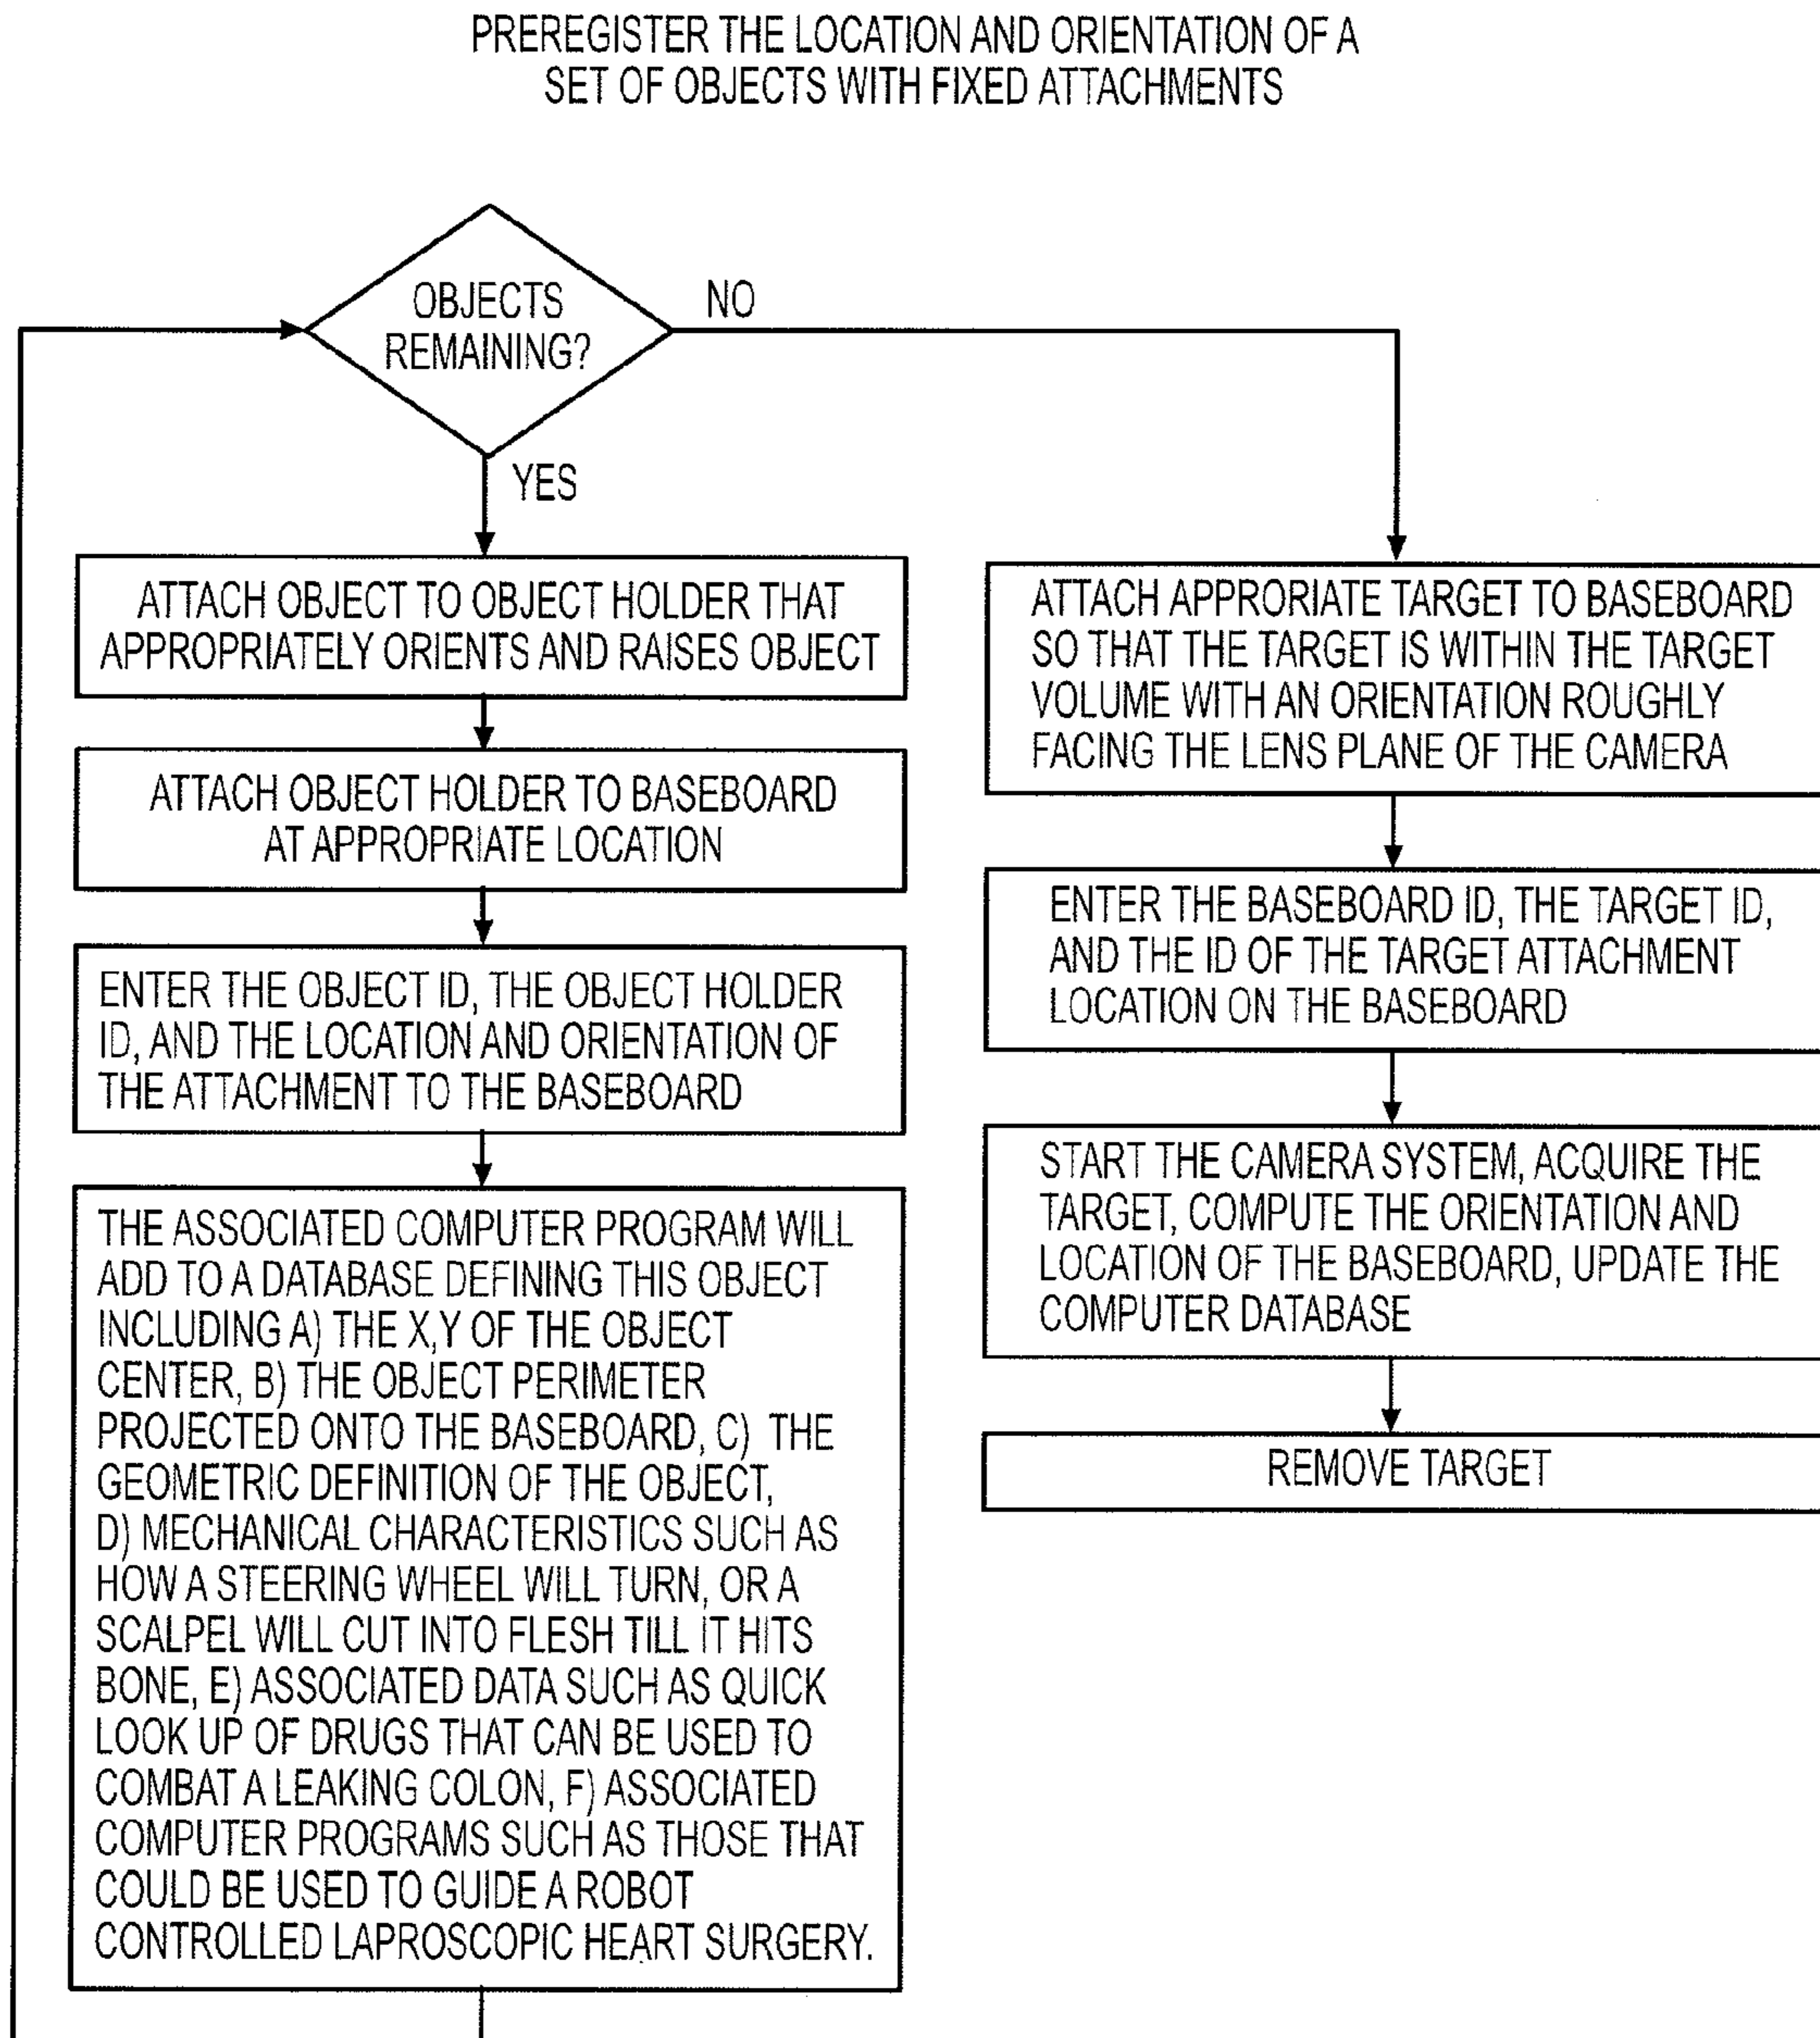 PREREGISTER THE LOCATION AND ORIENTATION OF A
SET OF OBJECTS WITH FIXED ATTACHMENTS
OBJECTS
REMAINING?
NO
YES
ATTACH OBJECT TO OBJECT HOLDER THAT
APPROPRIATELY ORIENTS AND RAISES OBJECT
ATTACH OBJECT HOLDER TO BASEBOARD
AT APPROPRIATE LOCATION
ENTER THE OBJECT ID, THE OBJECT HOLDER
ID, AND THE LOCATION AND ORIENTATION OF
THE ATTACHMENT TO THE BASEBOARD
THE ASSOCIATED COMPUTER PROGRAM WILL
ADD TO A DATABASE DEFINING THIS OBJECT
INCLUDING A) THE X,Y OF THE OBJECT
CENTER, B) THE OBJECT PERIMETER
PROJECTED ONTO THE BASEBOARD, C) THE
GEOMETRIC DEFINITION OF THE OBJECT,
D) MECHANICAL CHARACTERISTICS SUCH AS
HOW A STEERING WHEEL WILL TURN, OR A
SCALPEL WILL CUT INTO FLESH TILL IT HITS
BONE, E) ASSOCIATED DATA SUCH AS QUICK
LOOK UP OF DRUGS THAT CAN BE USED TO
COMBAT A LEAKING COLON, F) ASSOCIATED
COMPUTER PROGRAMS SUCH AS THOSE THAT
COULD BE USED TO GUIDE A ROBOT
CONTROLLED LAPROSCOPIC HEART SURGERY.
ATTACH APPRORIATE TARGET TO BASEBOARD
SO THAT THE TARGET IS WITHIN THE TARGET
VOLUME WITH AN ORIENTATION ROUGHLY
FACING THE LENS PLANE OF THE CAMERA
ENTER THE BASEBOARD ID, THE TARGET ID,
AND THE ID OF THE TARGET ATTACHMENT
LOCATION ON THE BASEBOARD
START THE CAMERA SYSTEM, ACQUIRE THE
TARGET, COMPUTE THE ORIENTATION AND
LOCATION OF THE BASEBOARD, UPDATE THE
COMPUTER DATABASE
REMOVE TARGET